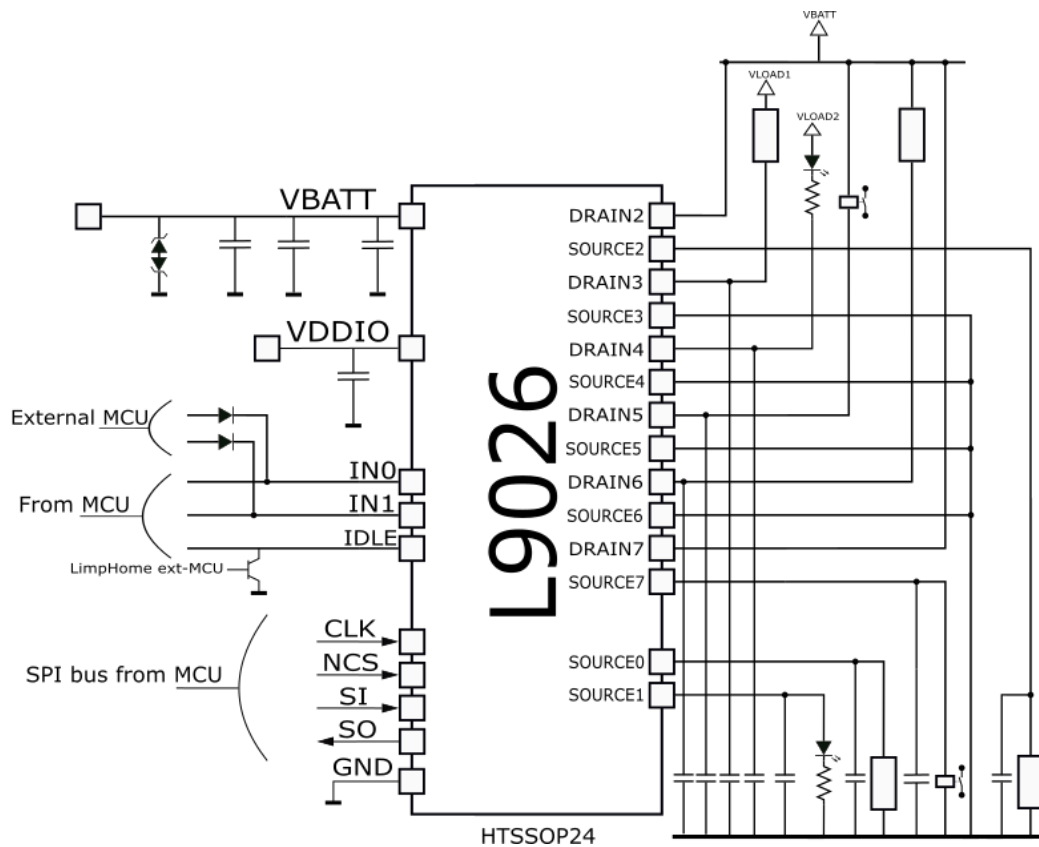 VBATT
VLOAD1
VLOAD2
VBATT
DRAIN2
SOURCE2
DRAIN3
SOURCE3
VDDIO
DRAIN4
SOURCE4
External MCU
DRAIN5
SOURCE5
IN0
DRAIN6
From MCU
IN1
SOURCE6
IDLE
DRAIN7
LimpHome ext-MCU
SOURCE7
L9026
CLK
SPI bus from MCU
NCS
SOURCE0
SI
SOURCE1
SO
GND
HTSSOP24